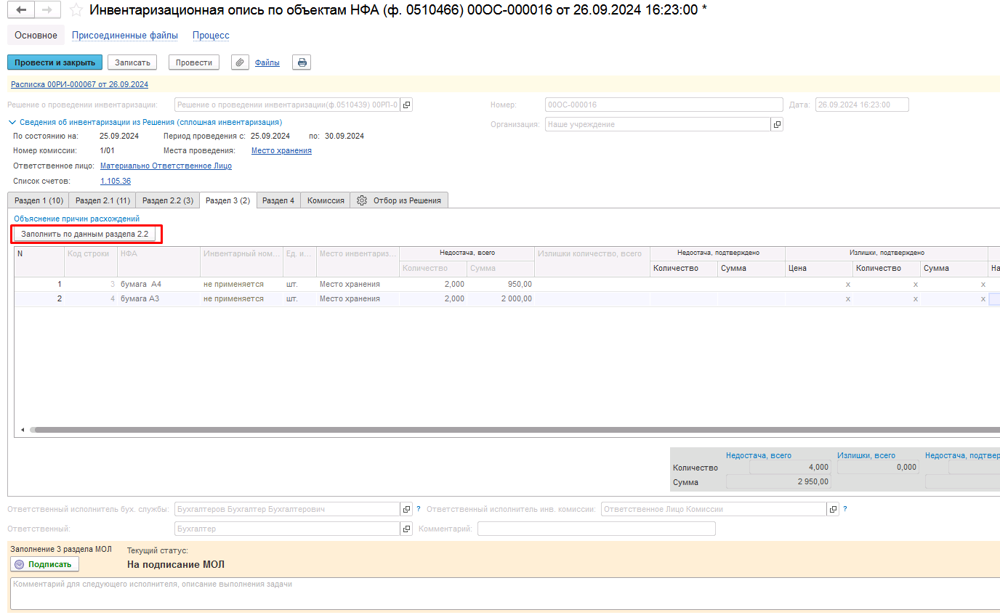 Инвентаризационная опись по объектам НФА (ф. 0510466) 00ОС-000016 от 26.09.2024 16:23:00 *
Основное Присоединенные файлы Процесс
Провести и закрыть Записать Провести Файлы
Расписка 00РИ-000067 от 26.09.2024
Решение о проведении инвентаризации: Решение о проведении инвентаризации(ф.0510439) 00РП-0 Номер: 00ОС-000016 Дата: 26.09.2024 16:23:00
Сведения об инвентаризации из Решения (сплошная инвентаризация) Организация: Наше учреждение
По состоянию на: 25.09.2024 Период проведения с: 25.09.2024 по: 30.09.2024
Номер комиссии: 1/01 Места проведения: Место хранения
Ответственное лицо: Материально Ответственное Лицо
Список счетов: 1.105.36
Раздел 1 (10) Раздел 2.1 (11) Раздел 2.2 (3) Раздел 3 (2) Раздел 4 Комиссия Отбор из Решения
Объяснение причин расхождений
Заполнить по данным раздела 2.2
N Код строки НФА Инвентарный ном... Ед. и... Место инвентариз... Недостача, всего Излишки количество, всего Недостача, подтверждено Излишки, подтверждено
Количество Сумма Количество Сумма Цена Количество Сумма На
1 3 бумага А4 не применяется шт. Место хранения 2,000 950,00 x x x
2 4 бумага А3 не применяется шт. Место хранения 2,000 2 000,00 x x x
Недостача, всего Излишки, всего Недостача, подтвер
Количество 4,000 0,000
Сумма 2 950,00
Ответственный исполнитель бух. службы: Бухгалтеров Бухгалтер Бухгалтерович ? Ответственный исполнитель инв. комиссии: Ответственное Лицо Комиссии ?
Ответственный: Бухгалтер Комментарий:
Заполнение 3 раздела МОЛ Текущий статус:
Подписать На подписание МОЛ
Комментарий для следующего исполнителя, описание выполнения задачи